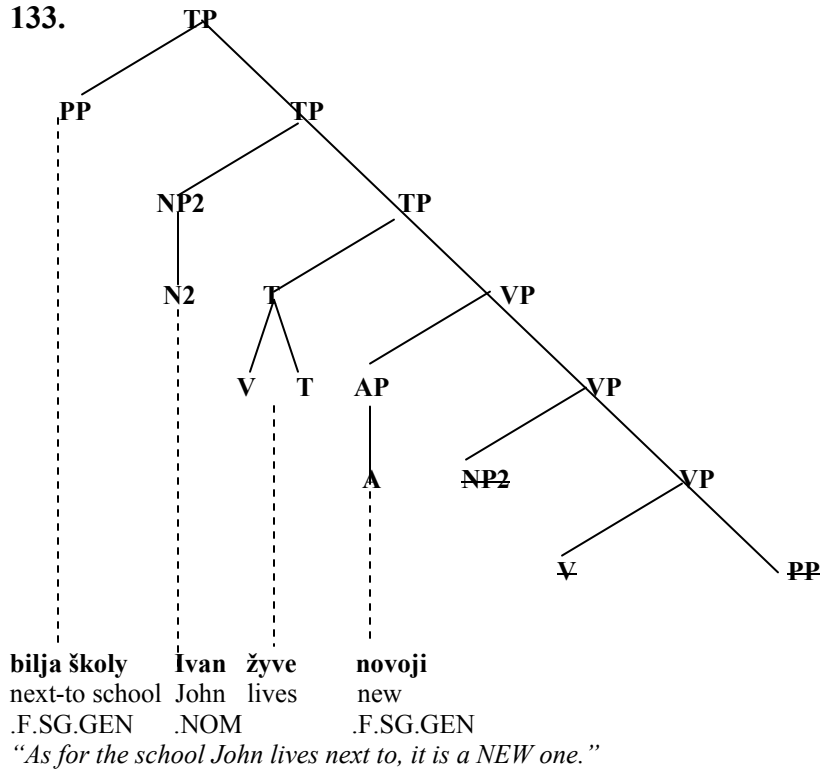 133.
TP
PP TP
NP2 TP
N2 T VP
V T AP VP
A NP2 VP
V PP
bilja školy Ivan žyve novoji
next-to school John lives new
.F.SG.GEN .NOM .F.SG.GEN
“As for the school John lives next to, it is a NEW one.”